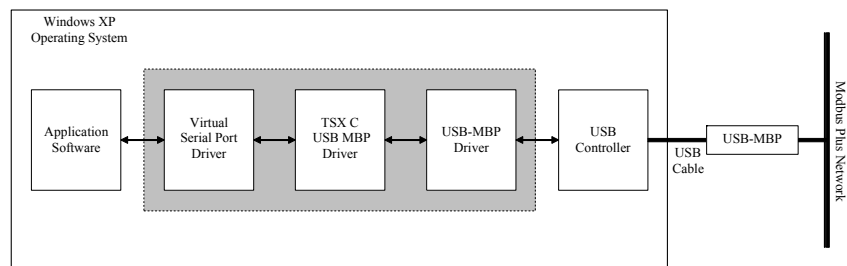 Windows XP
Operating System
Application
Software
Virtual
Serial Port
Driver
TSX C
USB MBP
Driver
USB-MBP
Driver
USB
Controller
USB
Cable
USB-MBP
Modbus Plus Network